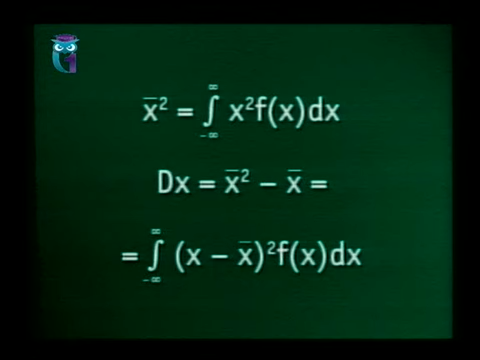 x̅² = ∫_{-∞}^{∞} x²f(x)dx
Dx = x̅² − x̅ =
= ∫_{-∞}^{∞} (x − x̅)²f(x)dx